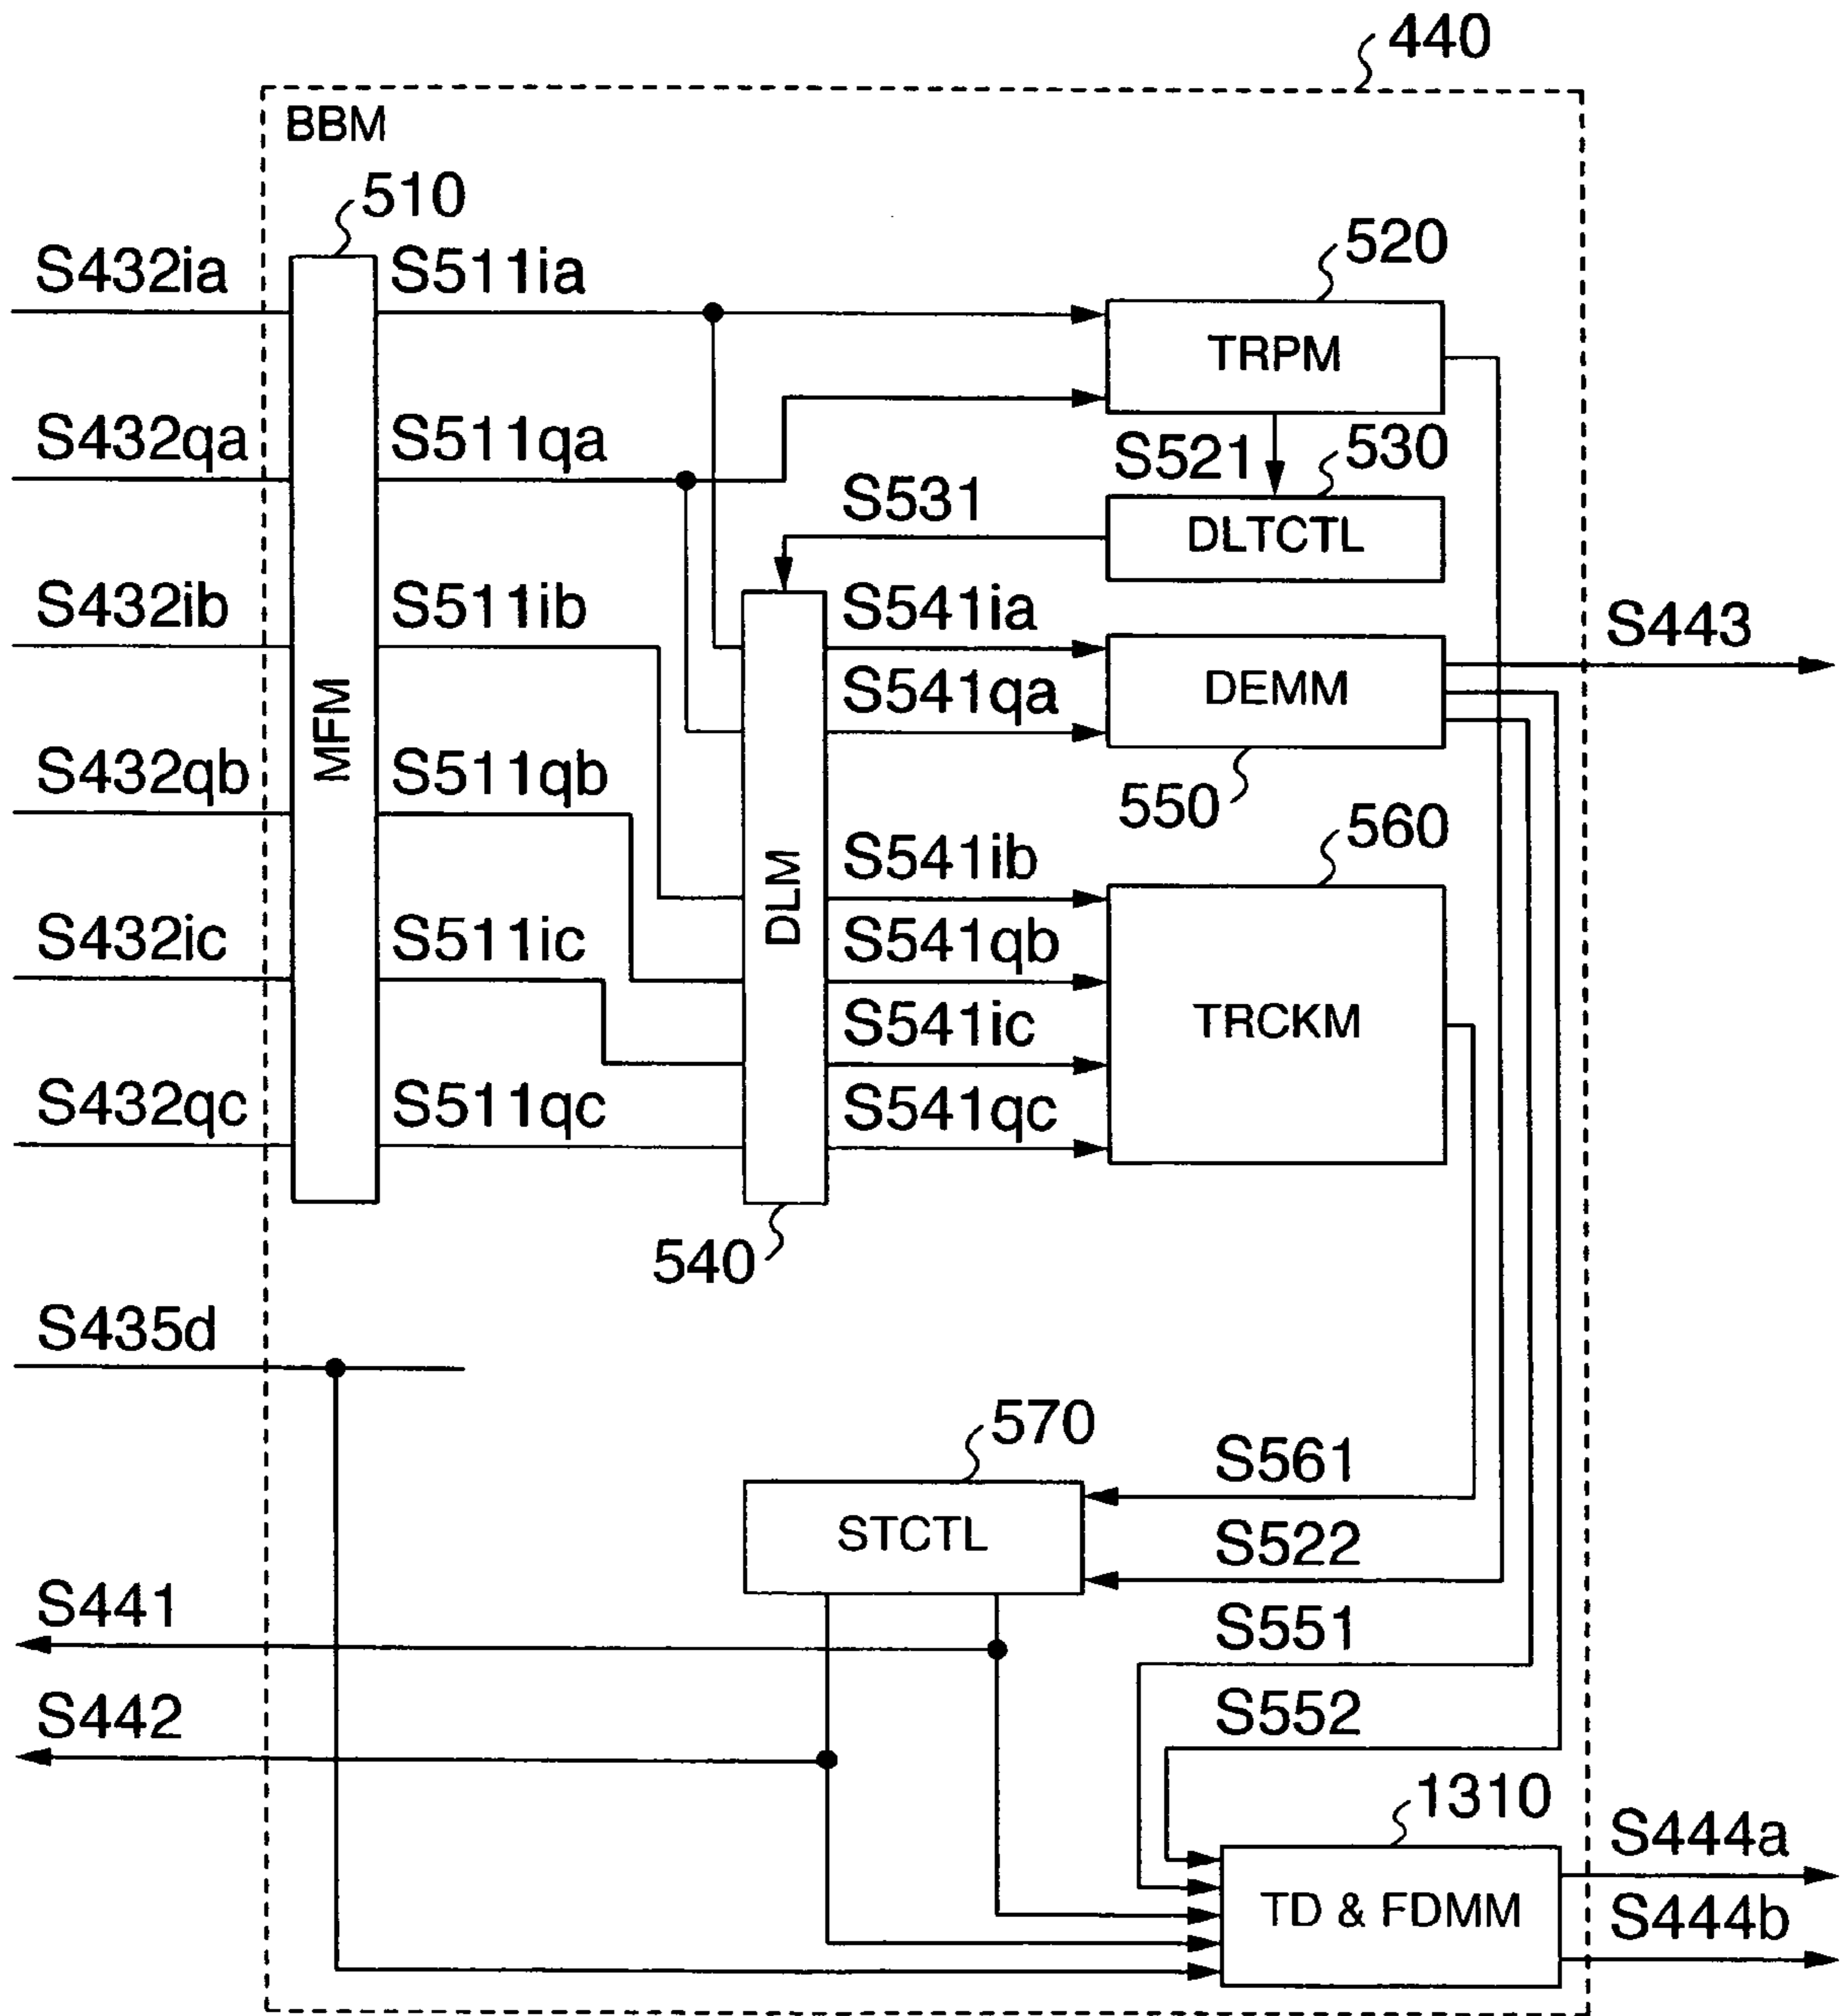 440
BBM
510
S432ia
S511ia
520
TRPM
S432qa
S511qa
S521
530
S531
DLTCTL
S432ib
S511ib
S541ia
S443
MFM
DEMM
S541qa
S432qb
S511qb
550
560
DLM
S541ib
S432ic
S511ic
S541qb
TRCKM
S541ic
S432qc
S511qc
S541qc
540
S435d
570
S561
STCTL
S522
S441
S551
S442
S552
1310
S444a
TD & FDMM
S444b